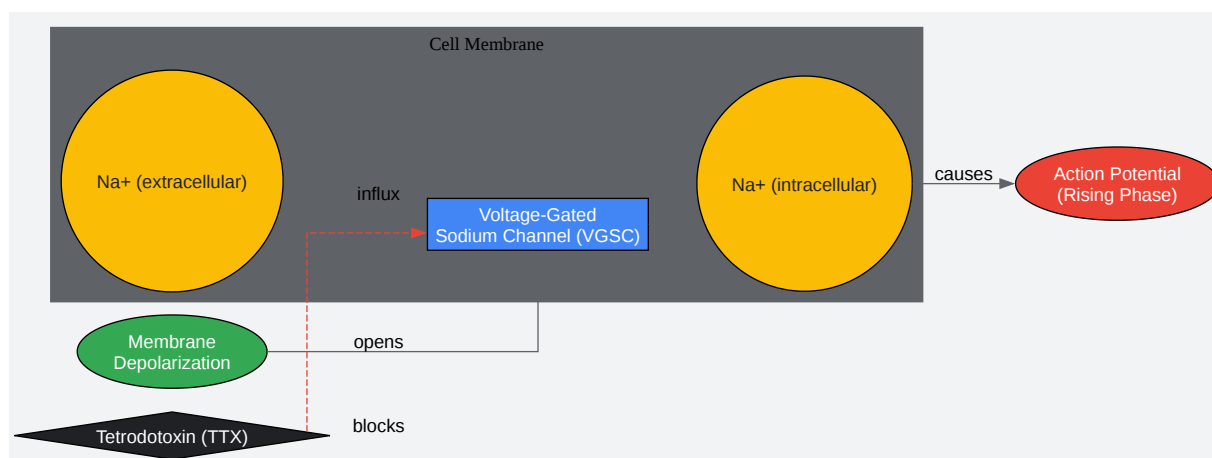 Cell Membrane
Na+ (extracellular)
influx
Voltage-Gated
Sodium Channel (VGSC)
Na+ (intracellular)
causes
Action Potential
(Rising Phase)
Membrane
Depolarization
opens
Tetrodotoxin (TTX)
blocks